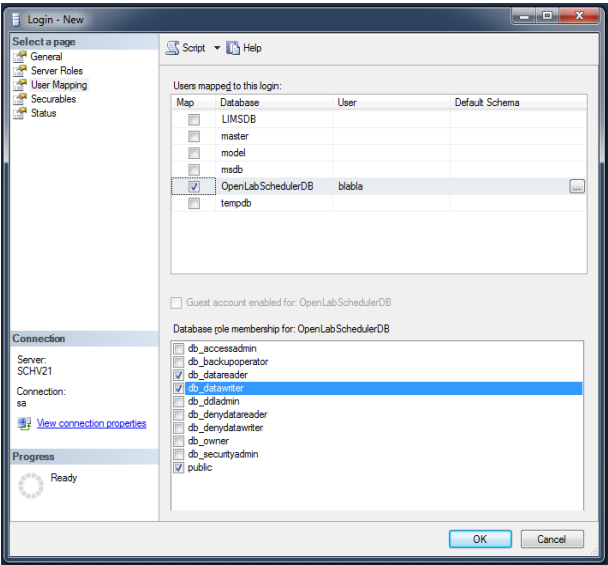 Login - New
Select a page
General
Server Roles
User Mapping
Securables
Status
Script Help
Users mapped to this login:
Map Database User Default Schema
LIMSDB
master
model
msdb
OpenLabSchedulerDB blabla ...
tempdb
Guest account enabled for: OpenLabSchedulerDB
Database role membership for: OpenLabSchedulerDB
db_accessadmin
db_backupoperator
db_datareader
db_datawriter
db_ddladmin
db_denydatareader
db_denydatawriter
db_owner
db_securityadmin
public
Connection
Server:
SCHV21
Connection:
sa
View connection properties
Progress
Ready
OK Cancel